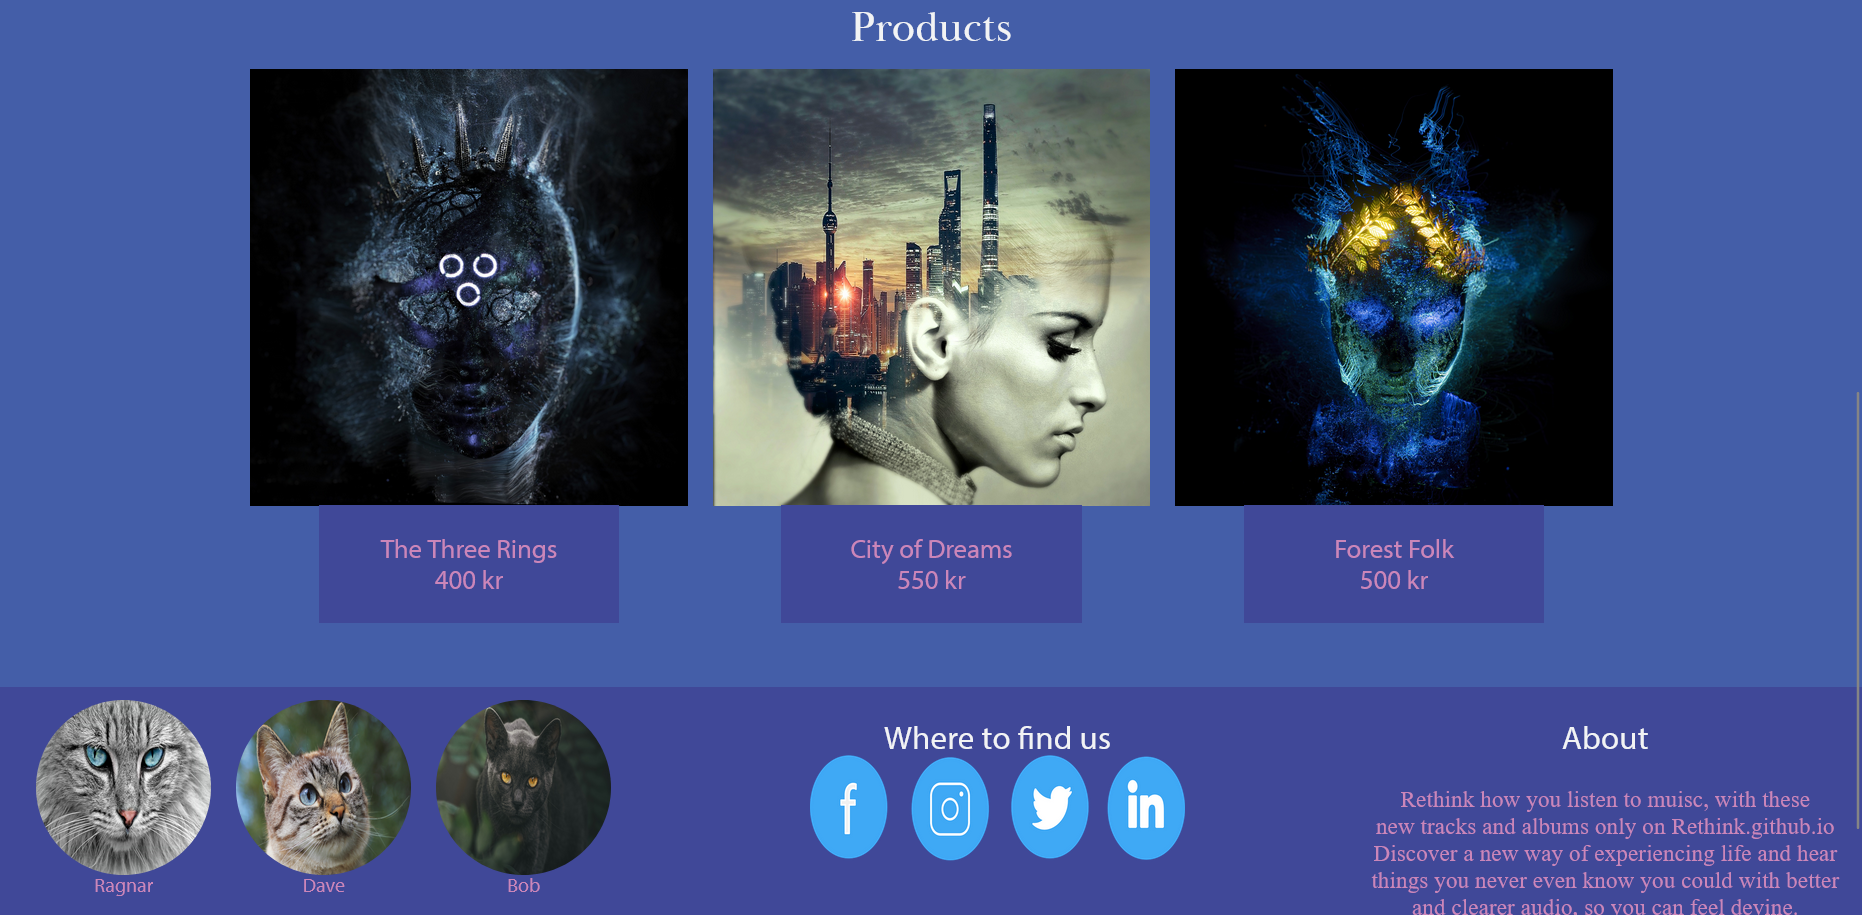 Products
The Three Rings
400 kr
City of Dreams
550 kr
Forest Folk
500 kr
Ragnar
Dave
Bob
Where to find us
f
in
About
Rethink how you listen to muisc, with these
new tracks and albums only on Rethink.github.io
Discover a new way of experiencing life and hear
things you never even know you could with better
and clearer audio, so you can feel devine.